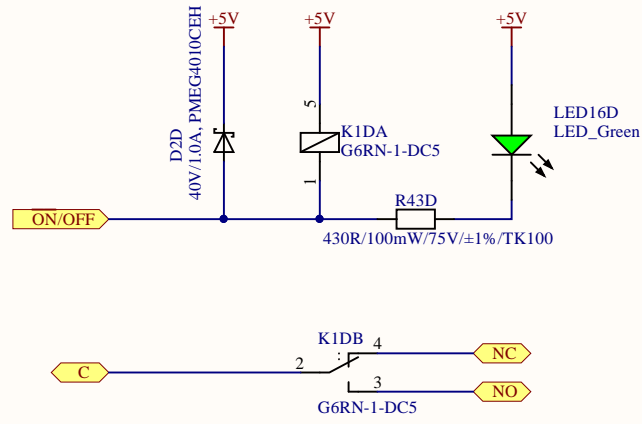 +5V
+5V
+5V
D2D
40V/1.0A, PMEG4010CEH
5
K1DA
G6RN-1-DC5
1
LED16D
LED_Green
ON/OFF
R43D
430R/100mW/75V/±1%/TK100
K1DB
C
2
4
NC
3
NO
G6RN-1-DC5